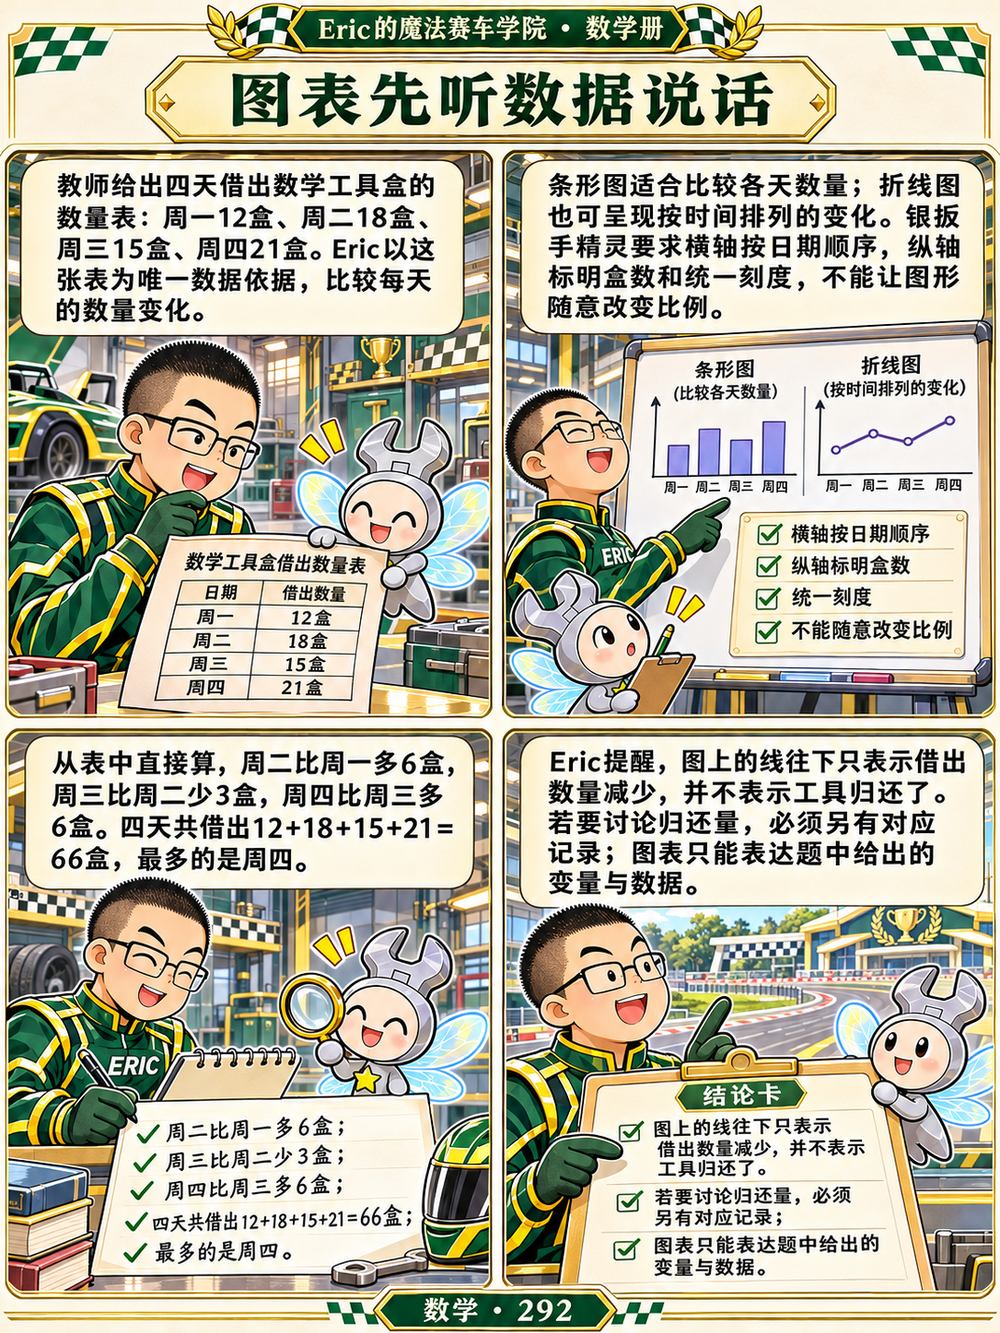 Eric的魔法赛车学院 · 数学册
图表先听数据说话
教师给出四天借出数学工具盒的
数量表：周一12盒、周二18盒、
周三15盒、周四21盒。Eric以这
张表为唯一数据依据，比较每天
的数量变化。
数学工具盒借出数量表
日期 借出数量
周一 12盒
周二 18盒
周三 15盒
周四 21盒
条形图适合比较各天数量；折线图
也可呈现按时间排列的变化。银扳
手精灵要求横轴按日期顺序，纵轴
标明盒数和统一刻度，不能让图形
随意改变比例。
条形图
(比较各天数量)
周一 周二 周三 周四
折线图
(按时间排列的变化)
周一 周二 周三 周四
横轴按日期顺序
纵轴标明盒数
统一刻度
不能随意改变比例
ERIC
从表中直接算，周二比周一多6盒，
周三比周二少3盒，周四比周三多
6盒。四天共借出12+18+15+21=
66盒，最多的是周四。
ERIC
周二比周一多6盒；
周三比周二少3盒；
周四比周三多6盒；
四天共借出12+18+15+21=66盒；
最多的是周四。
Eric提醒，图上的线往下只表示借出
数量减少，并不表示工具归还了。
若要讨论归还量，必须另有对应
记录；图表只能表达题中给出的
变量与数据。
结论卡
图上的线往下只表示
借出数量减少，并不表示
工具归还了。
若要讨论归还量，必须
另有对应记录；
图表只能表达题中给出的
变量与数据。
数学 · 292